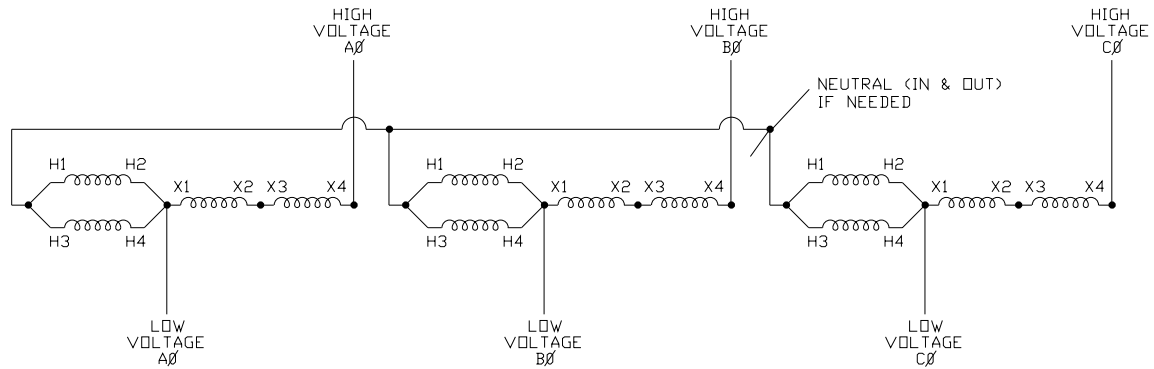 HIGH
VOLTAGE
AØ
HIGH
VOLTAGE
BØ
HIGH
VOLTAGE
CØ
NEUTRAL (IN & OUT)
IF NEEDED
H1 H2
X1 X2 X3 X4
H3 H4
H1 H2
X1 X2 X3 X4
H3 H4
H1 H2
X1 X2 X3 X4
H3 H4
LOW
VOLTAGE
AØ
LOW
VOLTAGE
BØ
LOW
VOLTAGE
CØ